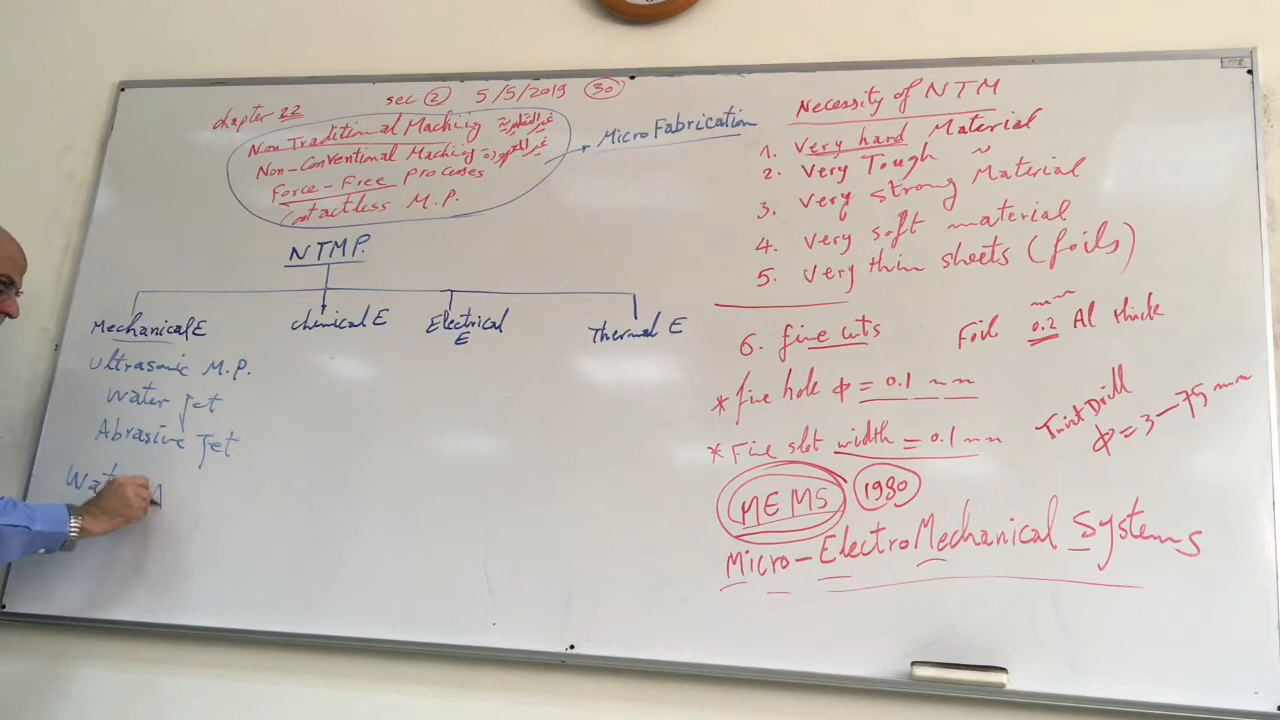 chapter 22
sec 2 5/5/2019 30
Non Traditional Maching غير التقليدية
Non-Conventional Maching
Force-Free Processes
Contactless M.P.
Micro Fabrication
NTMP.
Mechanical E
chemical E
Electrical E
Thermal E
Ultrasonic M.P.
Water Jet
Abrasive Jet
Necessity of NTM
1. Very hard Material
2. Very Tough ~
3. Very strong Material
4. Very soft material
5. Very thin sheets (foils)
6. fine cuts
Foil 0.2 mm Al thick
* fine hole φ = 0.1 mm
* Fine slot width = 0.1 mm
Twist Drill
φ = 3-75 mm
MEMS 1980
Micro-ElectroMechanical Systems